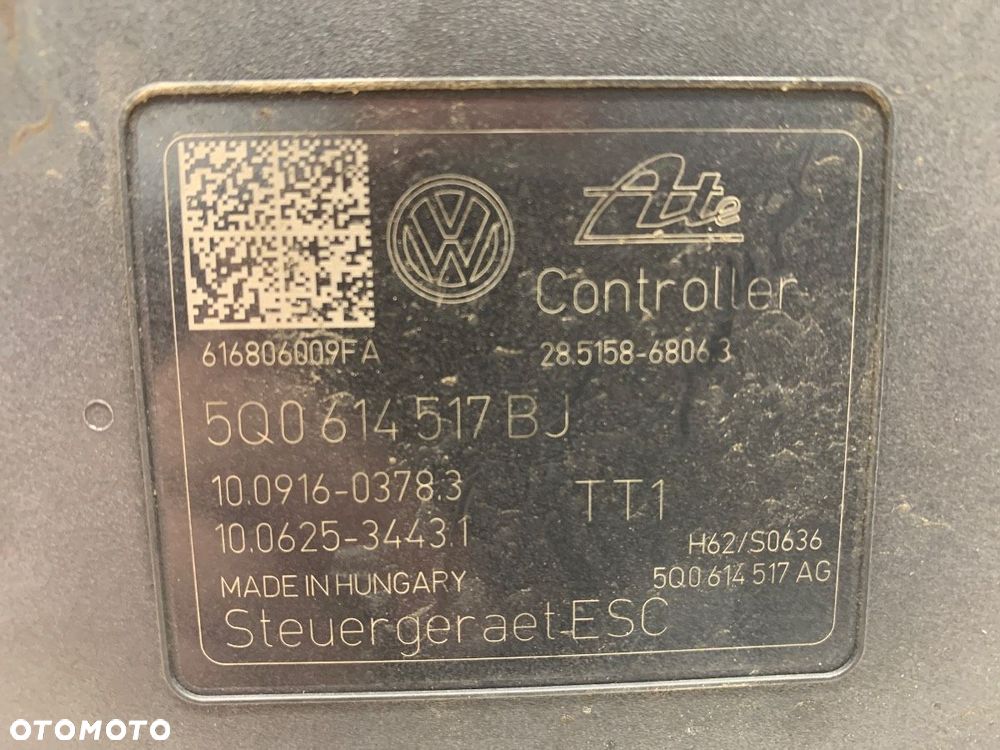 Ate
Controller
616806009FA
28.5158-6806.3
5Q0 614 517 BJ
10.0916-0378.3
TT1
10.0625-3443.1
H62/S0636
MADE IN HUNGARY
5Q0 614 517 AG
Steuergeraet ESC
OTOMOTO